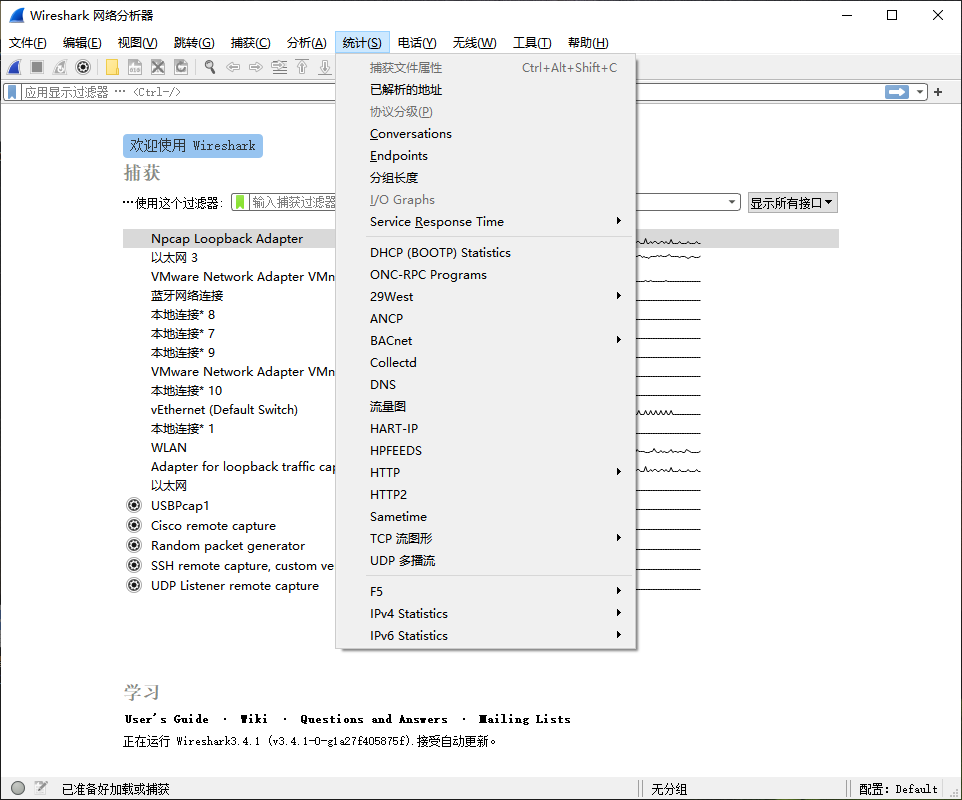 Wireshark 网络分析器
文件(F) 编辑(E) 视图(V) 跳转(G) 捕获(C) 分析(A) 统计(S) 电话(Y) 无线(W) 工具(T) 帮助(H)
应用显示过滤器 … <Ctrl-/>
捕获文件属性 Ctrl+Alt+Shift+C
已解析的地址
协议分级(P)
Conversations
Endpoints
分组长度
I/O Graphs
Service Response Time
DHCP (BOOTP) Statistics
ONC-RPC Programs
29West
ANCP
BACnet
Collectd
DNS
流量图
HART-IP
HPFEEDS
HTTP
HTTP2
Sametime
TCP 流图形
UDP 多播流
F5
IPv4 Statistics
IPv6 Statistics
欢迎使用 Wireshark
捕获
…使用这个过滤器: 输入捕获过滤器 显示所有接口
Npcap Loopback Adapter
以太网 3
VMware Network Adapter VMn
蓝牙网络连接
本地连接* 8
本地连接* 7
本地连接* 9
VMware Network Adapter VMn
本地连接* 10
vEthernet (Default Switch)
本地连接* 1
WLAN
Adapter for loopback traffic cap
以太网
USBPcap1
Cisco remote capture
Random packet generator
SSH remote capture, custom ve
UDP Listener remote capture
学习
User's Guide · Wiki · Questions and Answers · Mailing Lists
正在运行 Wireshark3.4.1 (v3.4.1-0-g1a27f405875f).接受自动更新。
已准备好加载或捕获 无分组 配置: Default